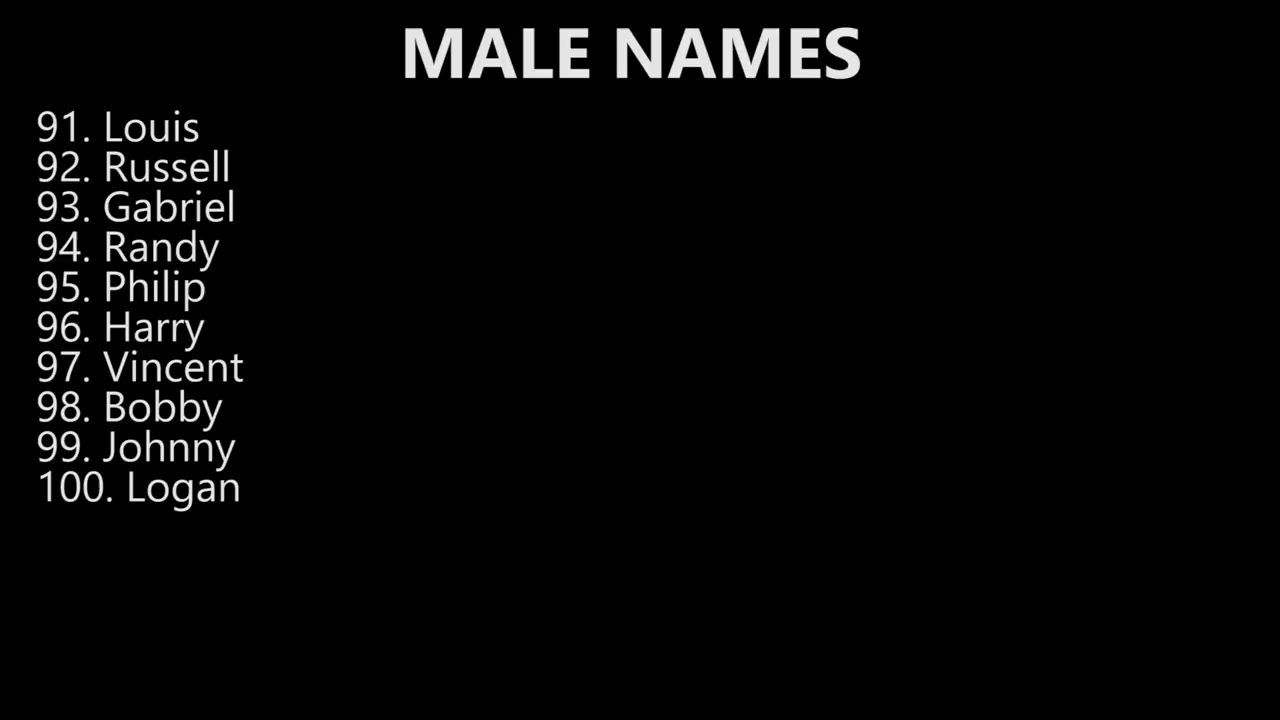 MALE NAMES
91. Louis
92. Russell
93. Gabriel
94. Randy
95. Philip
96. Harry
97. Vincent
98. Bobby
99. Johnny
100. Logan